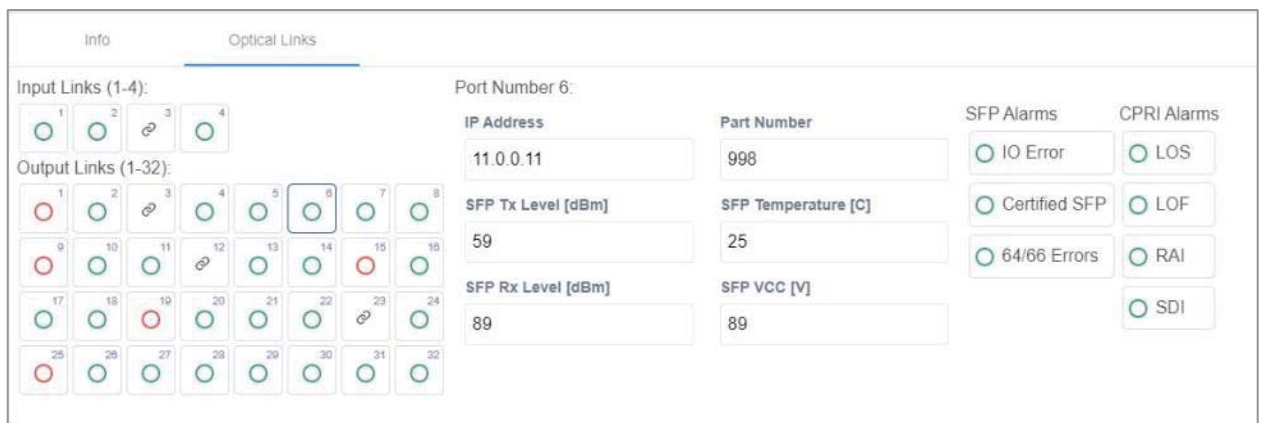 Info Optical Links
Input Links (1-4):
1 2 3 4
Output Links (1-32):
1 2 3 4 5 6 7 8
9 10 11 12 13 14 15 16
17 18 19 20 21 22 23 24
25 26 27 28 29 30 31 32
Port Number 6:
IP Address Part Number
11.0.0.11 998
SFP Tx Level [dBm] SFP Temperature [C]
59 25
SFP Rx Level [dBm] SFP VCC [V]
89 89
SFP Alarms CPRI Alarms
IO Error LOS
Certified SFP LOF
64/66 Errors RAI
SDI